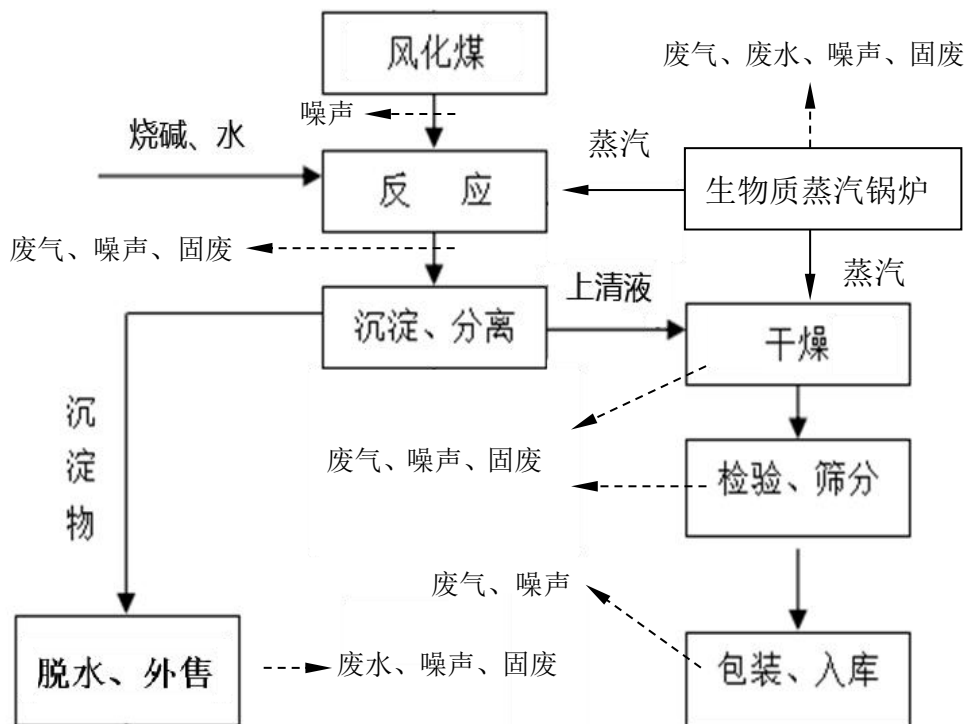 风化煤
废气、废水、噪声、固废
噪声
烧碱、水
蒸汽
反 应
生物质蒸汽锅炉
废气、噪声、固废
蒸汽
上清液
沉淀、分离
干燥
沉淀物
废气、噪声、固废
检验、筛分
废气、噪声
脱水、外售
废水、噪声、固废
包装、入库